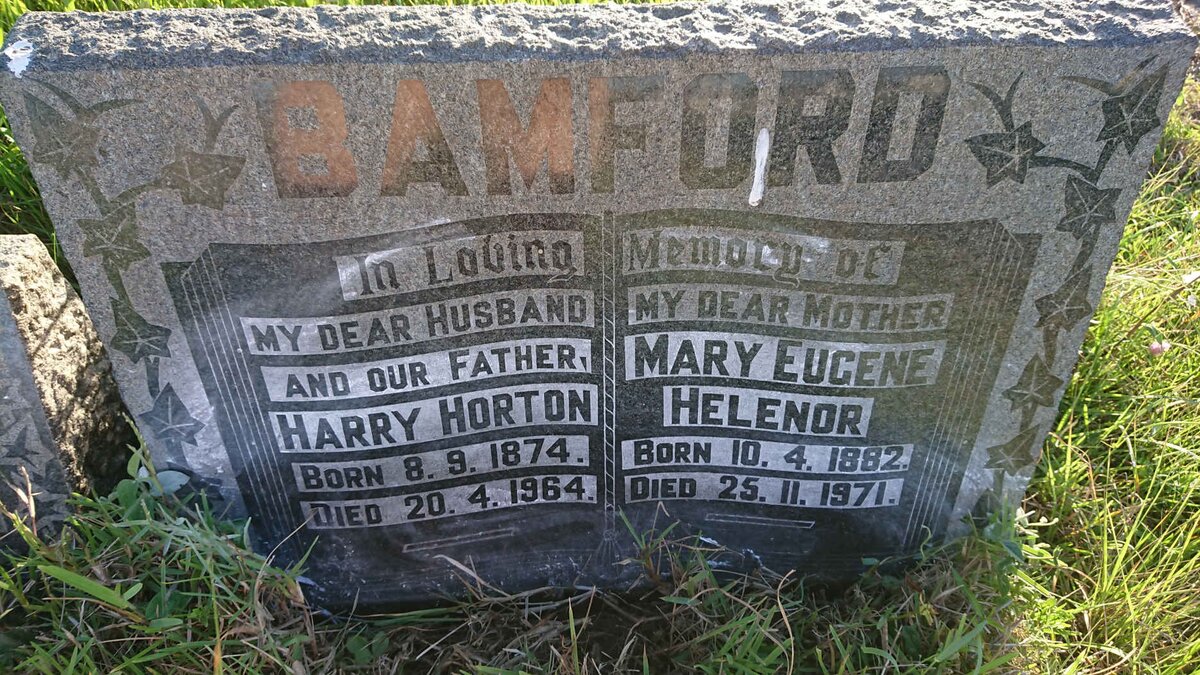 BAMFORD
In Loving Memory of
MY DEAR HUSBAND
AND OUR FATHER,
HARRY HORTON
BORN 8. 9. 1874.
DIED 20. 4. 1964.
MY DEAR MOTHER
MARY EUGENE
HELENOR
BORN 10. 4. 1882.
DIED 25. 11. 1971.